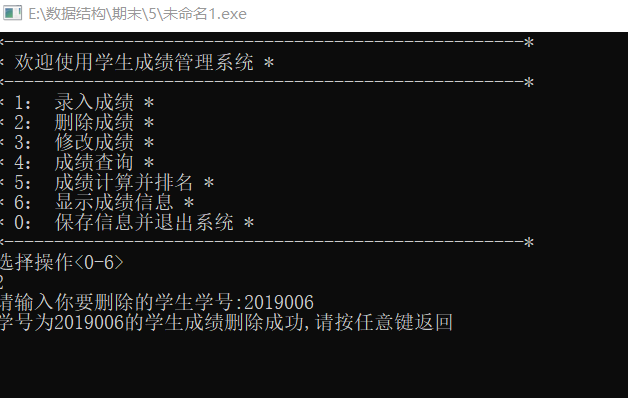 E:\数据结构\期末\5\未命名1.exe
*----------------------------------------------------*
* 欢迎使用学生成绩管理系统 *
*----------------------------------------------------*
* 1： 录入成绩 *
* 2： 删除成绩 *
* 3： 修改成绩 *
* 4： 成绩查询 *
* 5： 成绩计算并排名 *
* 6： 显示成绩信息 *
* 0： 保存信息并退出系统 *
*----------------------------------------------------*
选择操作<0-6>
2
请输入你要删除的学生学号:2019006
学号为2019006的学生成绩删除成功,请按任意键返回